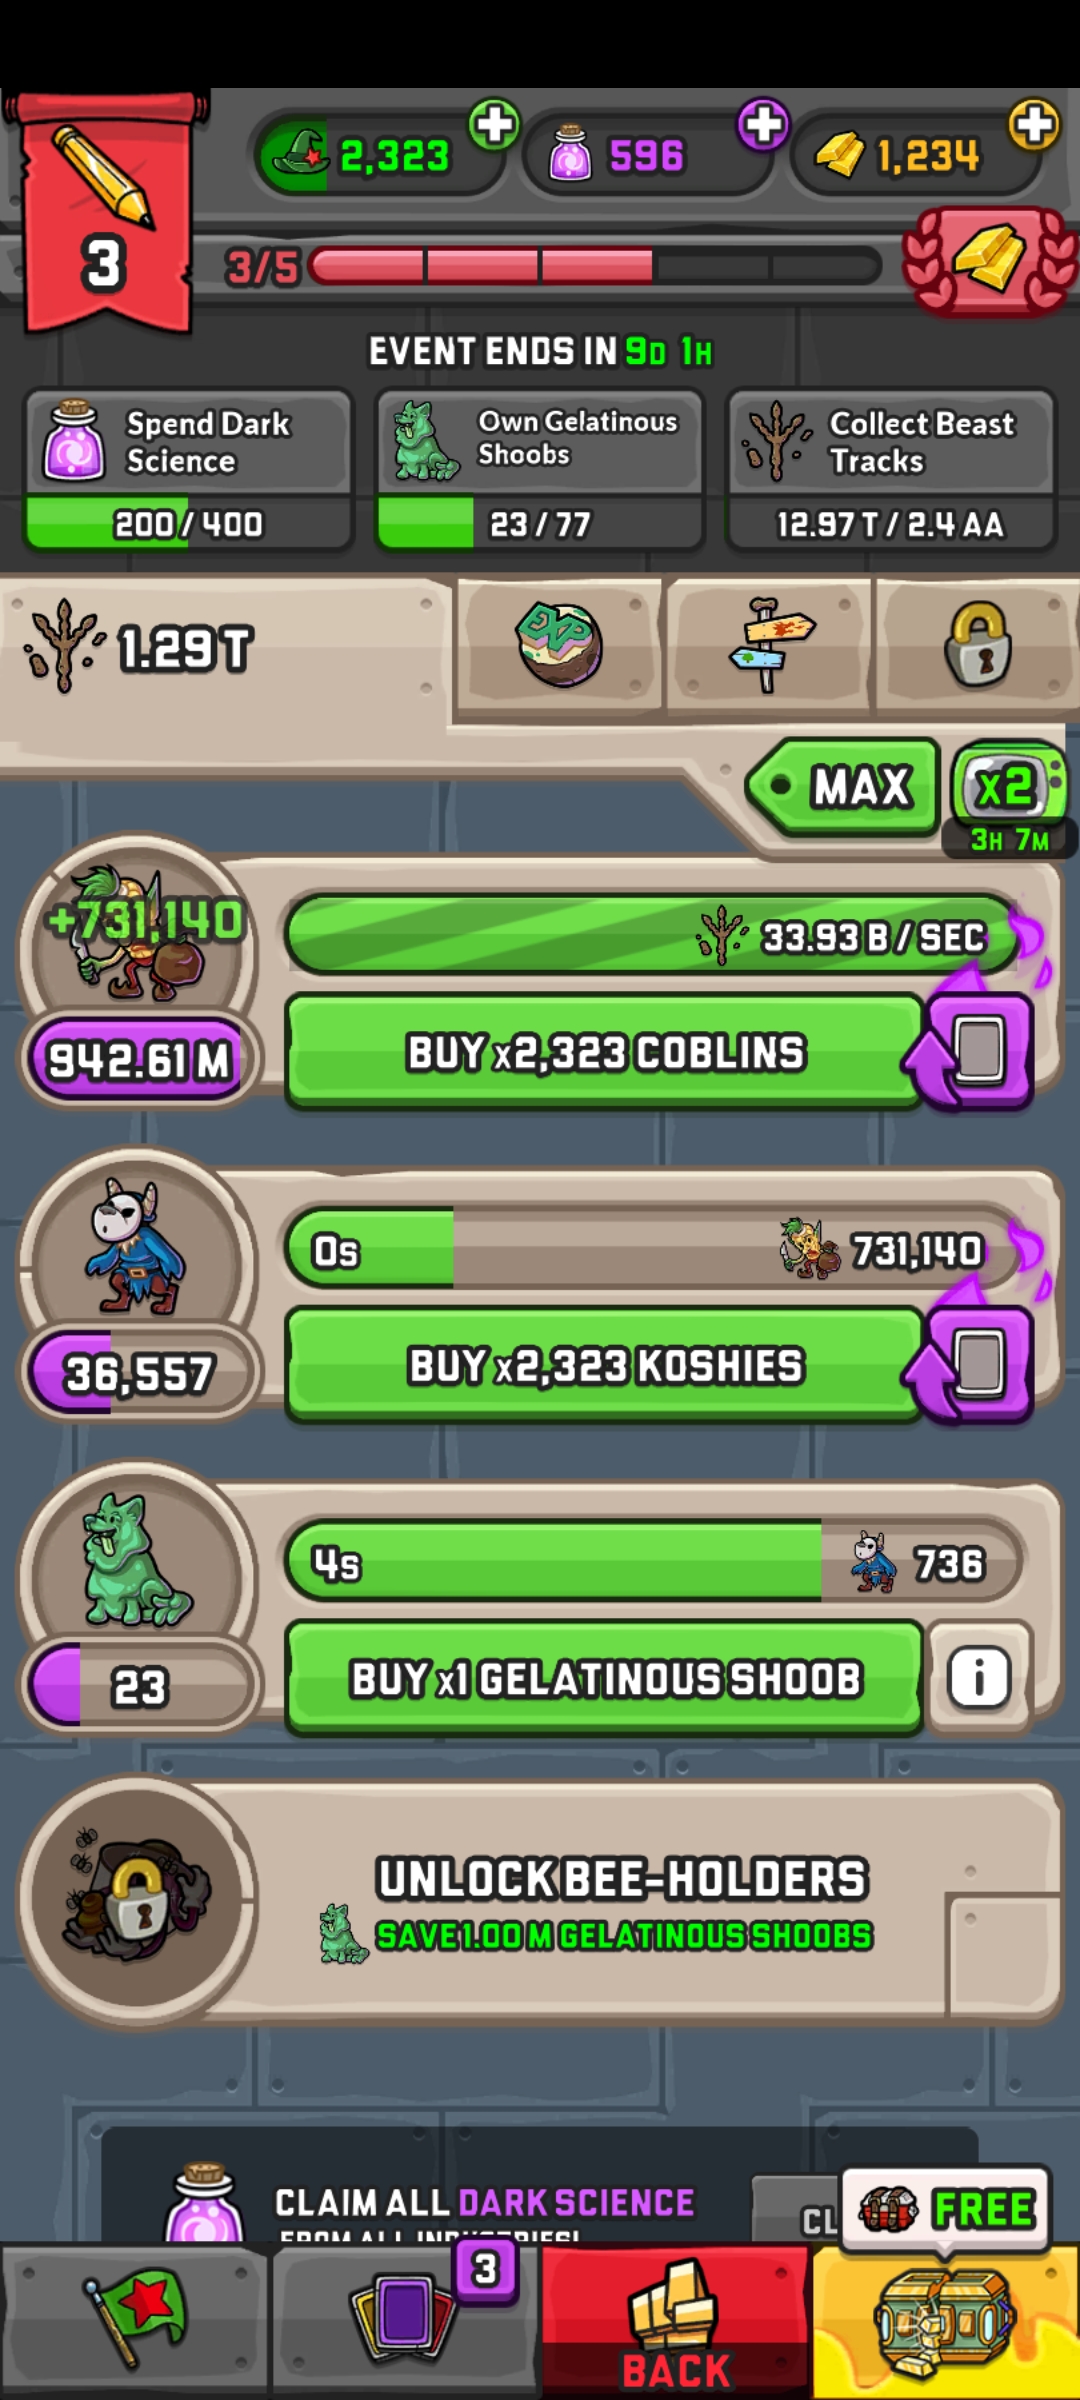 2,323
596
1,234
3
3/5
EVENT ENDS IN 9D 1H
Spend Dark
Science
200 / 400
Own Gelatinous
Shoobs
23 / 77
Collect Beast
Tracks
12.97 T / 2.4 AA
1.29 T
EXP
MAX
x2
3H 7M
+731,140
33.93 B / SEC
942.61 M
BUY x2,323 COBLINS
0s
731,140
36,557
BUY x2,323 KOSHIES
4s
736
23
BUY x1 GELATINOUS SHOOB
i
UNLOCK BEE-HOLDERS
SAVE 1.00 M GELATINOUS SHOOBS
CLAIM ALL DARK SCIENCE
FROM ALL INDUSTRIES!
CL
FREE
3
BACK